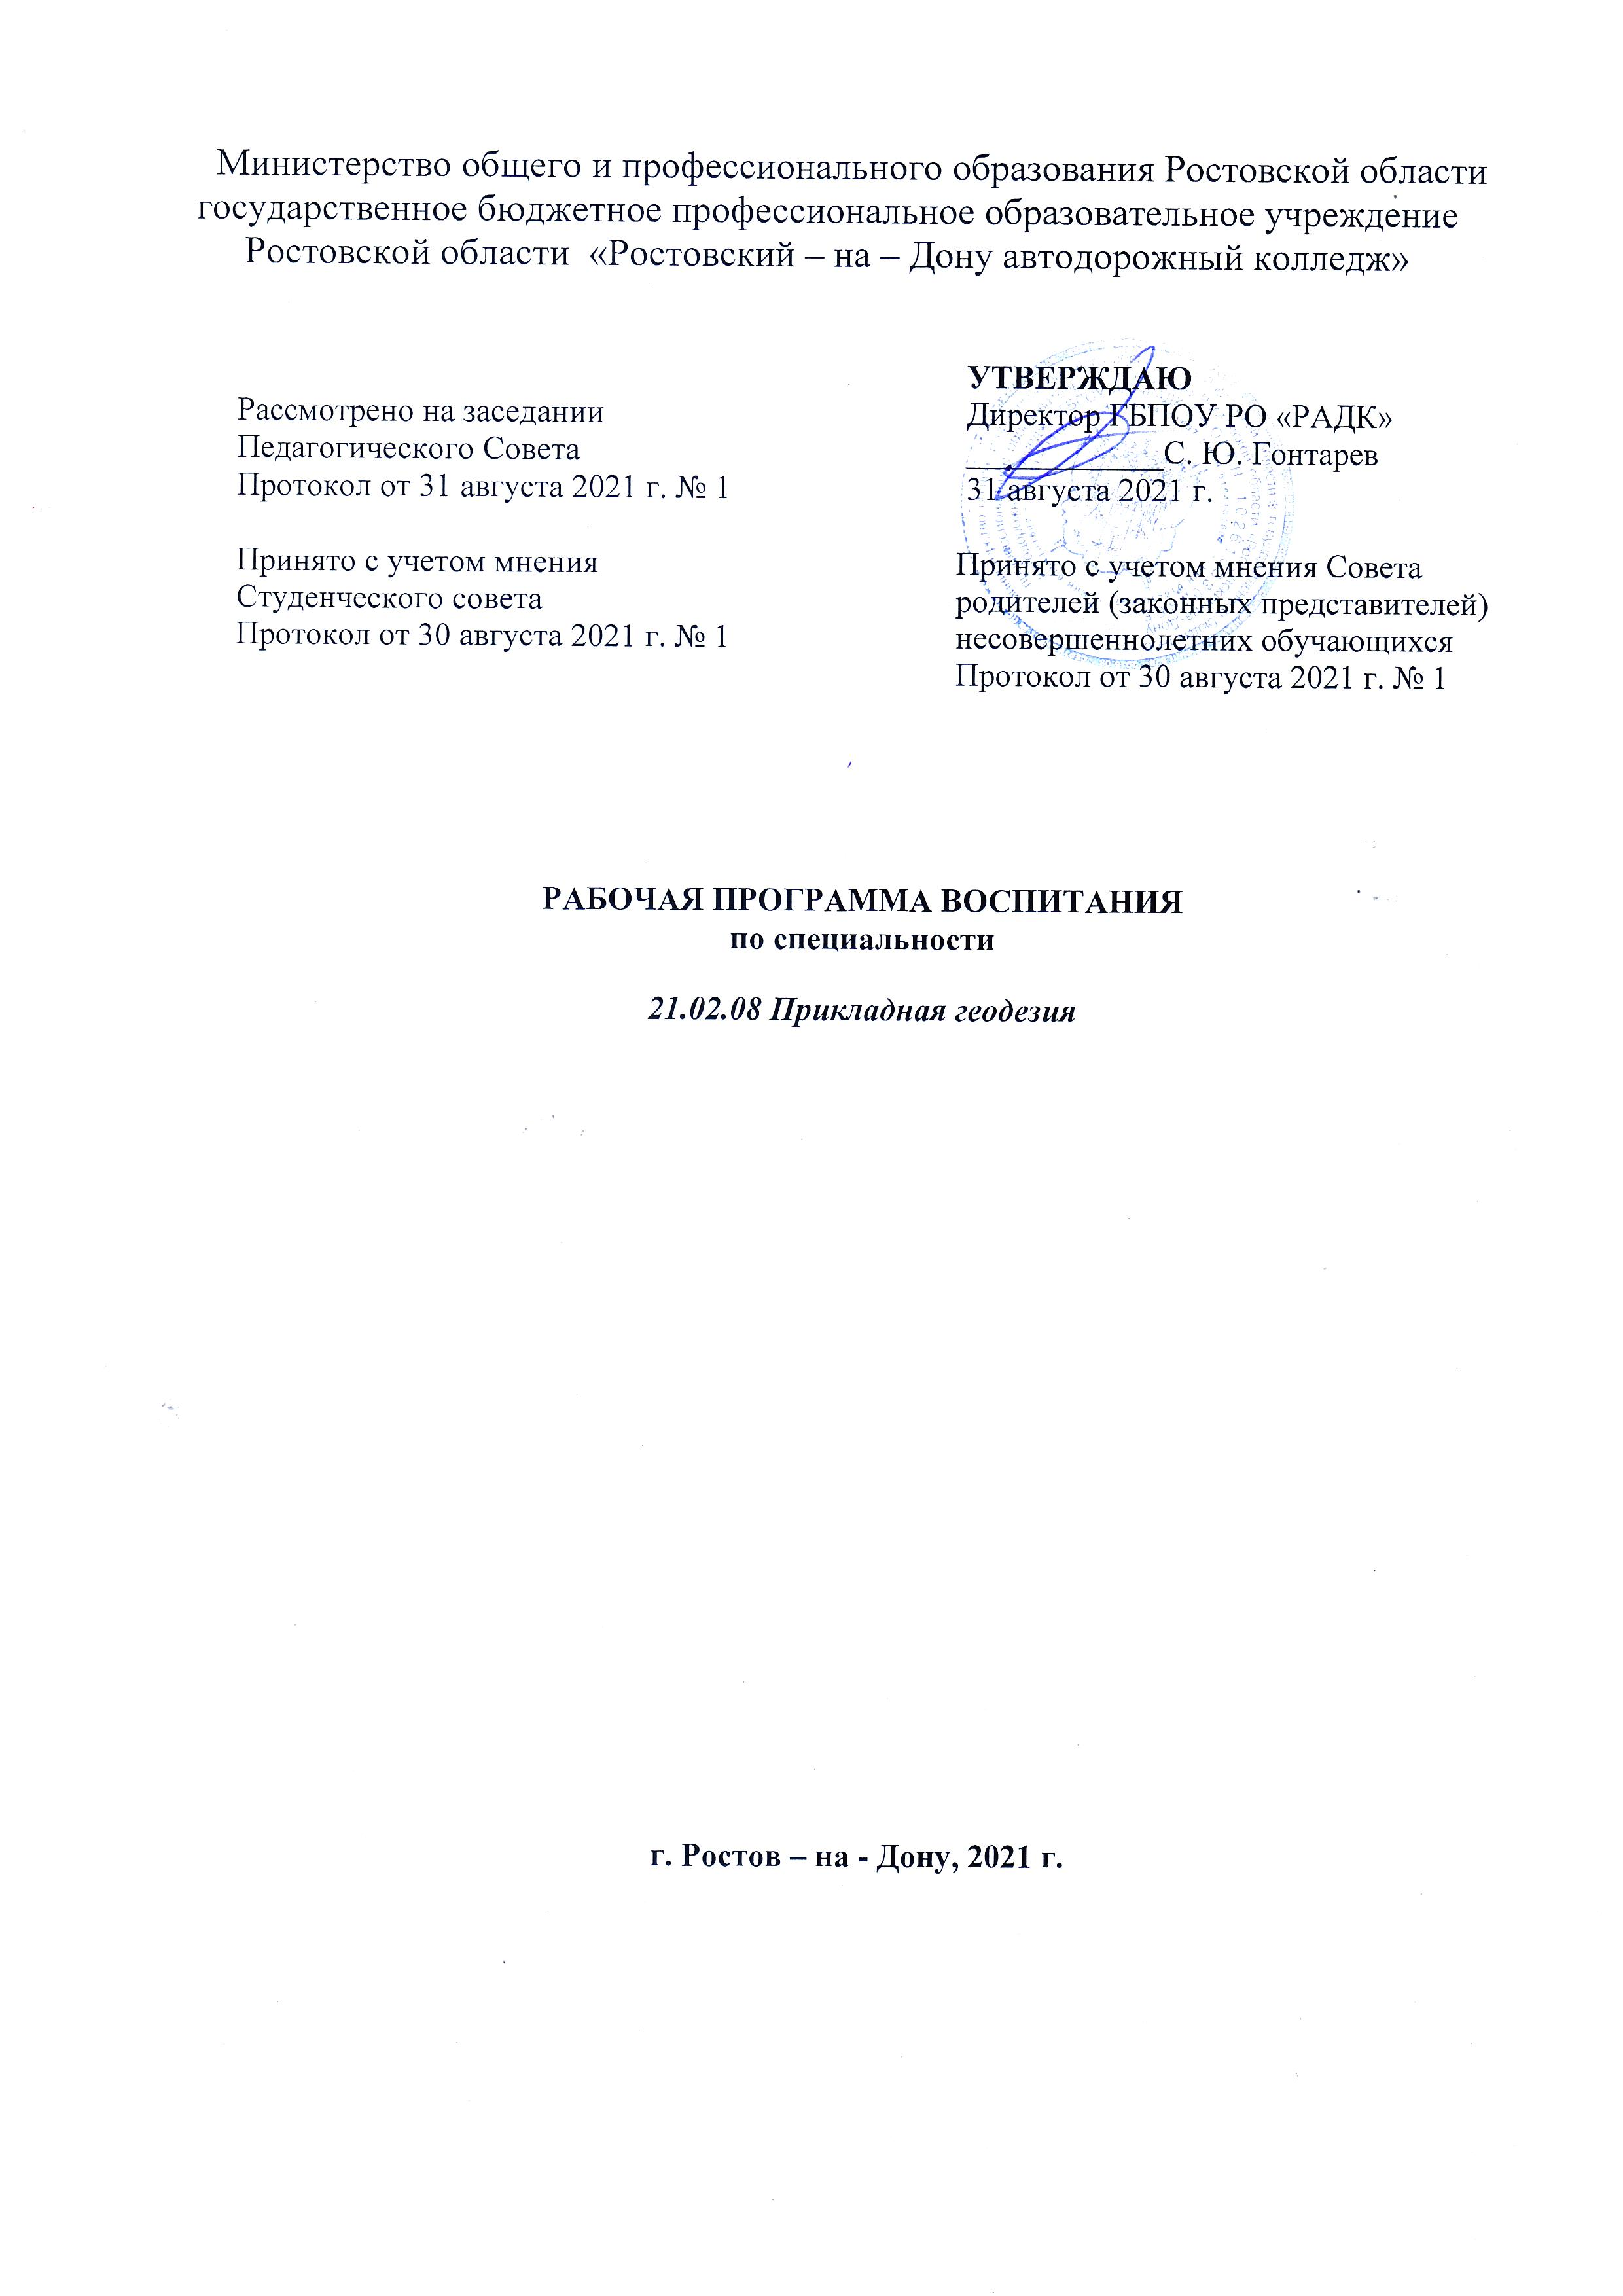 Министерство общего и профессионального образования Ростовской области
государственное бюджетное профессиональное образовательное учреждение
Ростовской области «Ростовский – на – Дону автодорожный колледж»
Рассмотрено на заседании
Педагогического Совета
Протокол от 31 августа 2021 г. № 1
УТВЕРЖДАЮ
Директор ГБПОУ РО «РАДК»
____________С. Ю. Гонтарев
31 августа 2021 г.
Принято с учетом мнения
Студенческого совета
Протокол от 30 августа 2021 г. № 1
Принято с учетом мнения Совета
родителей (законных представителей)
несовершеннолетних обучающихся
Протокол от 30 августа 2021 г. № 1
РАБОЧАЯ ПРОГРАММА ВОСПИТАНИЯ
по специальности
21.02.08 Прикладная геодезия
г. Ростов – на - Дону, 2021 г.